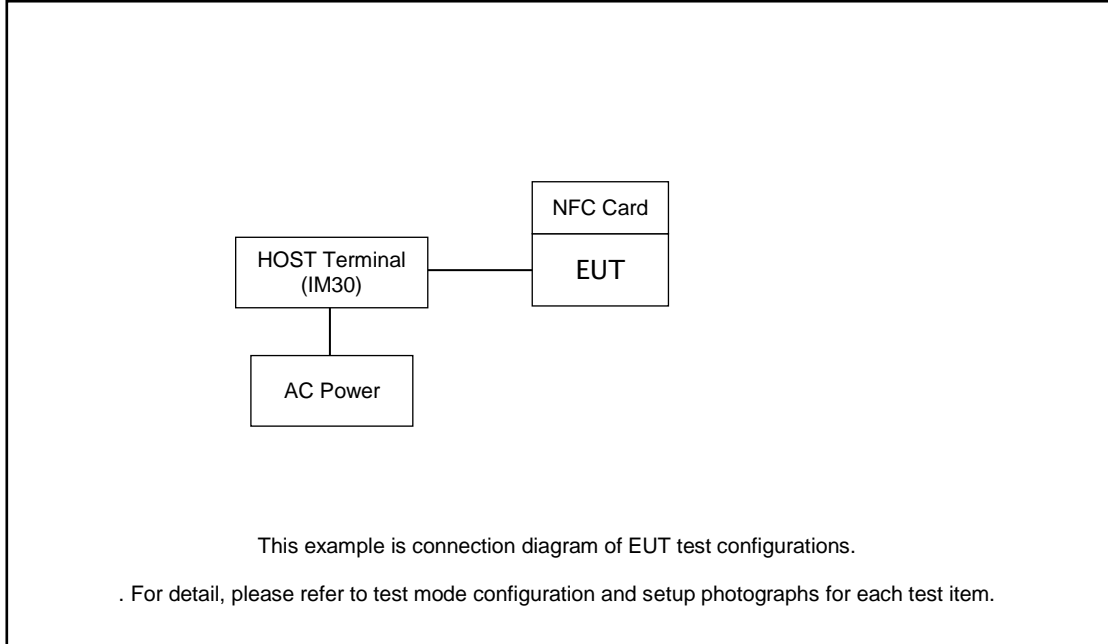 NFC Card
HOST Terminal
(IM30)
EUT
AC Power
This example is connection diagram of EUT test configurations.
. For detail, please refer to test mode configuration and setup photographs for each test item.